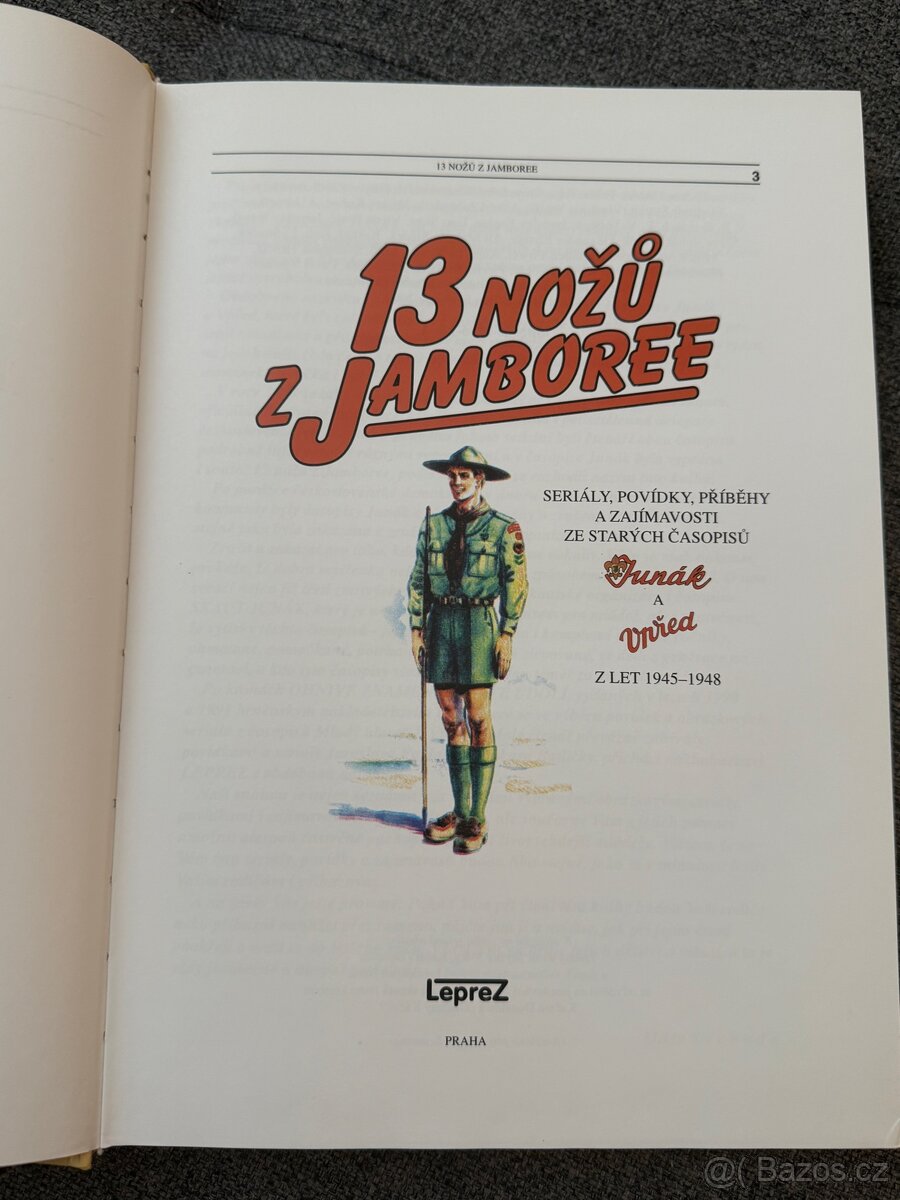 13 NOŽŮ Z JAMBOREE
3
13 NOŽŮ
Z JAMBOREE
SERIÁLY, POVÍDKY, PŘÍBĚHY
A ZAJÍMAVOSTI
ZE STARÝCH ČASOPISŮ
Junák
A
Vpřed
Z LET 1945–1948
LepreZ
PRAHA
@( Bazos.cz